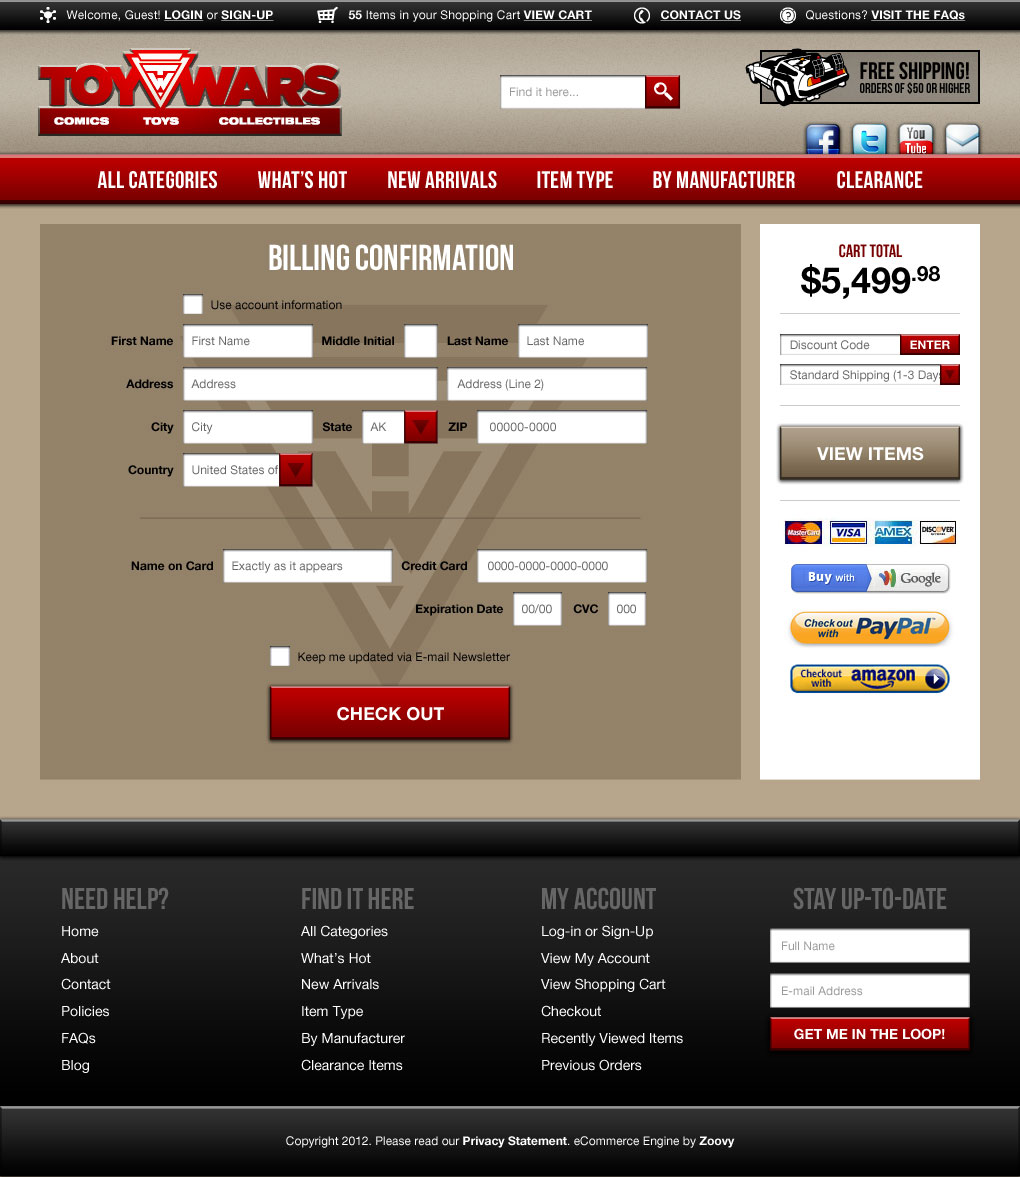 Welcome, Guest! LOGIN or SIGN-UP
55 Items in your Shopping Cart VIEW CART
CONTACT US
Questions? VISIT THE FAQs
TOY WARS
COMICS TOYS COLLECTIBLES
Find it here...
FREE SHIPPING!
ORDERS OF $50 OR HIGHER
You
Tube
ALL CATEGORIES WHAT'S HOT NEW ARRIVALS ITEM TYPE BY MANUFACTURER CLEARANCE
BILLING CONFIRMATION
Use account information
First Name First Name Middle Initial Last Name Last Name
Address Address Address (Line 2)
City City State AK ZIP 00000-0000
Country United States of
Name on Card Exactly as it appears Credit Card 0000-0000-0000-0000
Expiration Date 00/00 CVC 000
Keep me updated via E-mail Newsletter
CHECK OUT
CART TOTAL
$5,499.98
Discount Code ENTER
Standard Shipping (1-3 Days
VIEW ITEMS
MasterCard VISA AMEX DISCOVER
Buy with Google
Check out with PayPal
Checkout with amazon
NEED HELP?
Home
About
Contact
Policies
FAQs
Blog
FIND IT HERE
All Categories
What's Hot
New Arrivals
Item Type
By Manufacturer
Clearance Items
MY ACCOUNT
Log-in or Sign-Up
View My Account
View Shopping Cart
Checkout
Recently Viewed Items
Previous Orders
STAY UP-TO-DATE
Full Name
E-mail Address
GET ME IN THE LOOP!
Copyright 2012. Please read our Privacy Statement. eCommerce Engine by Zoovy